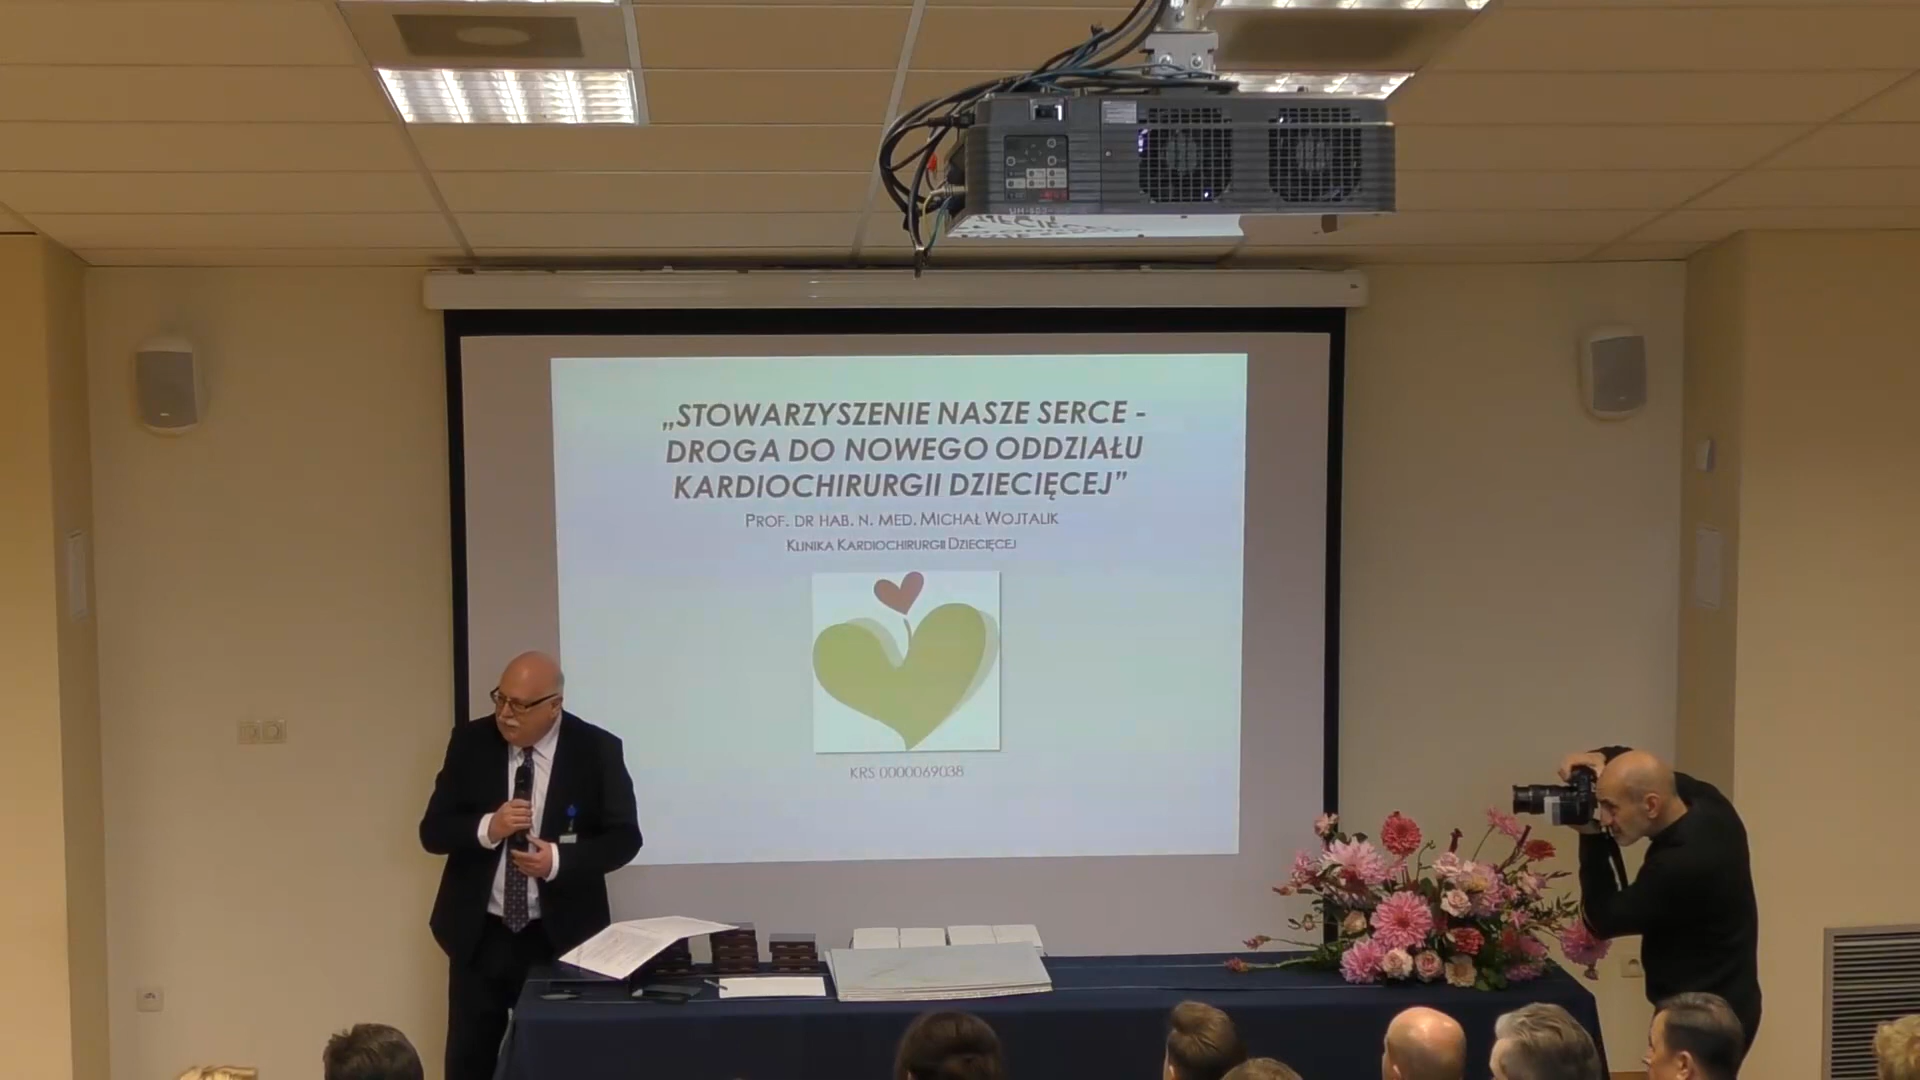 „STOWARZYSZENIE NASZE SERCE -
DROGA DO NOWEGO ODDZIAŁU
KARDIOCHIRURGII DZIECIĘCEJ”
PROF. DR HAB. N. MED. MICHAŁ WOJTALIK
KLINIKA KARDIOCHIRURGII DZIECIĘCEJ
KRS 0000069038